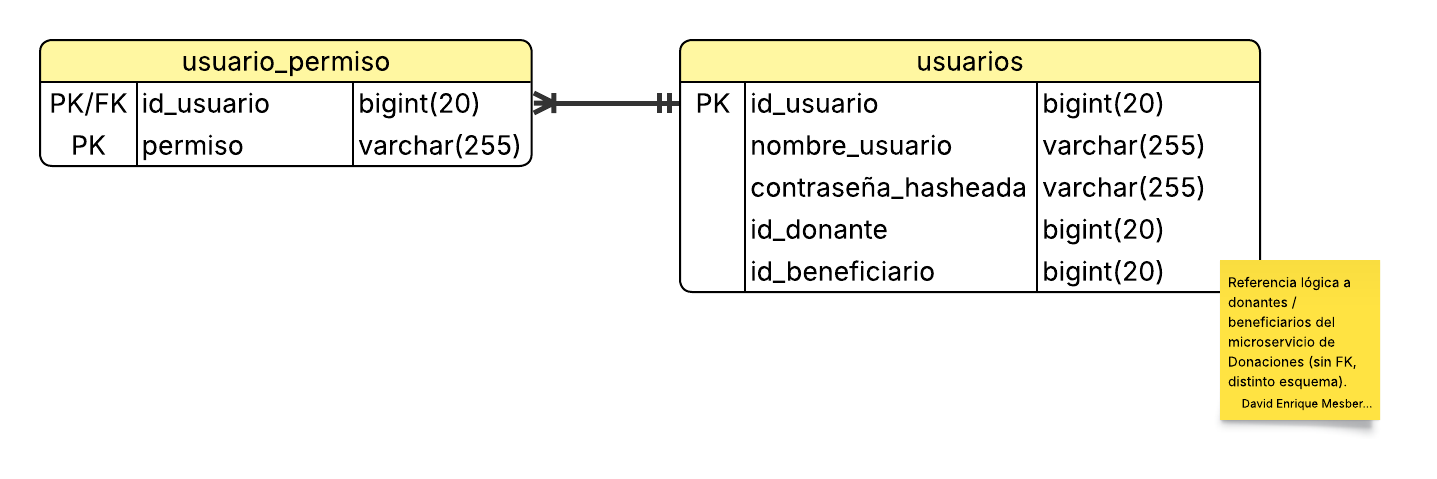 usuario_permiso
PK/FK id_usuario bigint(20)
PK permiso varchar(255)
usuarios
PK id_usuario bigint(20)
nombre_usuario varchar(255)
contraseña_hasheada varchar(255)
id_donante bigint(20)
id_beneficiario bigint(20)
Referencia lógica a
donantes /
beneficiarios del
microservicio de
Donaciones (sin FK,
distinto esquema).
David Enrique Mesber...